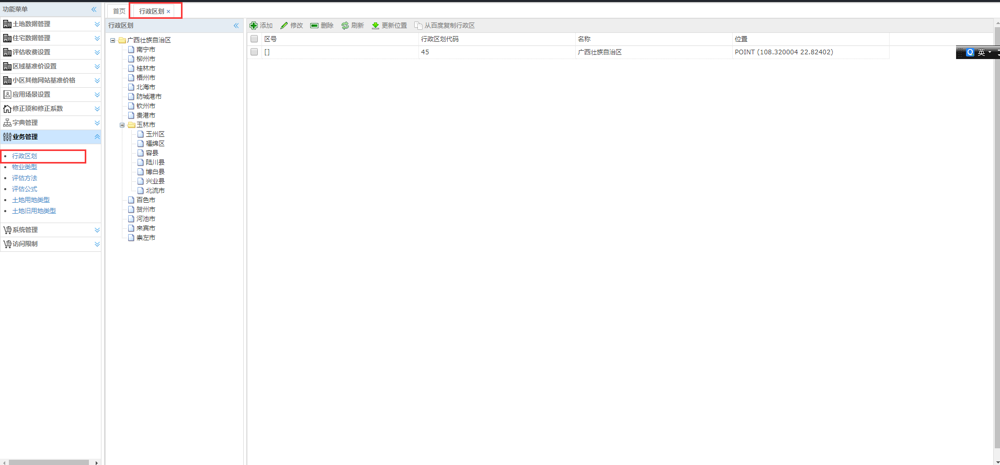 功能菜单
土地数据管理
住宅数据管理
评估收费设置
区域基准价设置
小区其他网站基准价格
应用场景设置
修正项和修正系数
字典管理
业务管理
行政区划
物业类型
评估方法
评估公式
土地用地类型
土地旧用地类型
系统管理
访问限制
首页
行政区划
行政区划
广西壮族自治区
南宁市
柳州市
桂林市
梧州市
北海市
防城港市
钦州市
贵港市
玉林市
玉州区
福绵区
容县
陆川县
博白县
兴业县
北流市
百色市
贺州市
河池市
来宾市
崇左市
添加 修改 删除 刷新 更新位置 从百度复制行政区
区号 行政区划代码 名称 位置
[] 45 广西壮族自治区 POINT (108.320004 22.82402)
英